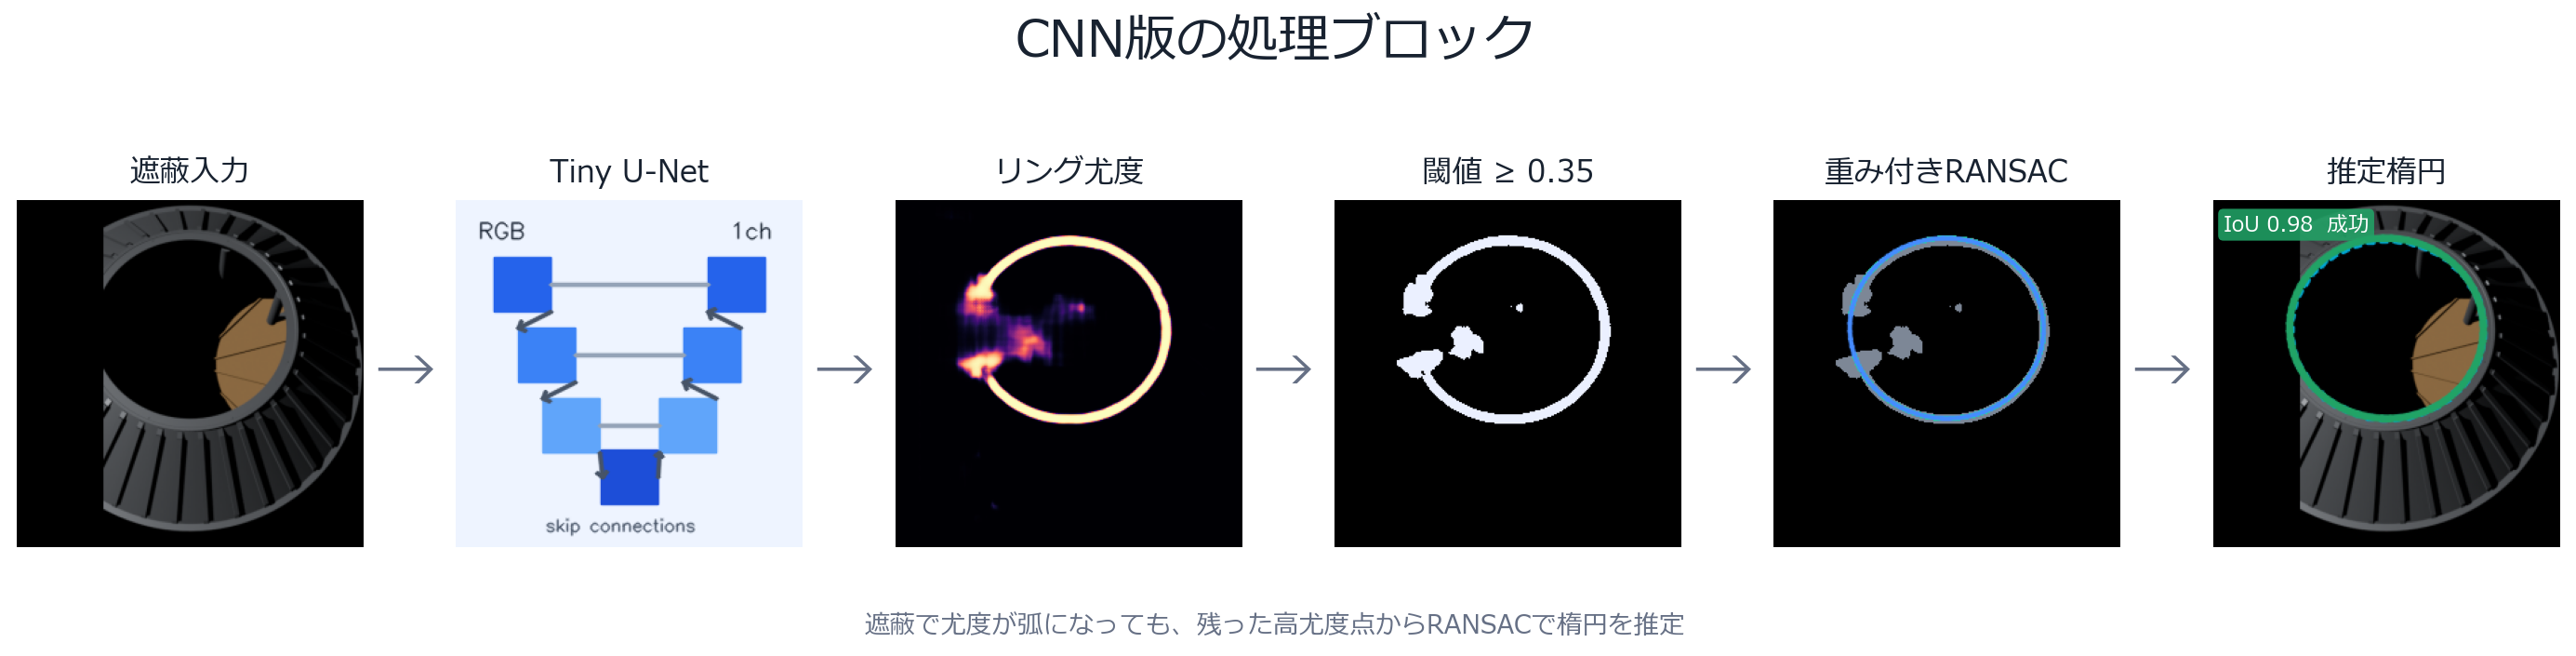 CNN版の処理ブロック
遮蔽入力
Tiny U-Net
リング尤度
閾値 ≥ 0.35
重み付きRANSAC
推定楕円
RGB
1ch
skip connections
IoU 0.98 成功
遮蔽で尤度が弧になっても、残った高尤度点からRANSACで楕円を推定